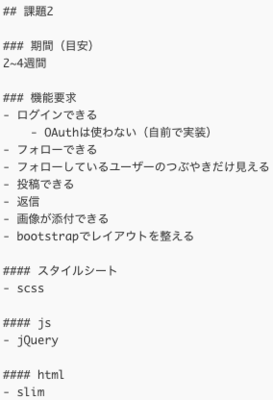 ## 課題2
### 期間（目安）
2~4週間
### 機能要求
- ログインできる
- OAuthは使わない（自前で実装）
- フォローできる
- フォローしているユーザーのつぶやきだけ見える
- 投稿できる
- 返信
- 画像が添付できる
- bootstrapでレイアウトを整える
#### スタイルシート
- scss
#### js
- jQuery
#### html
- slim